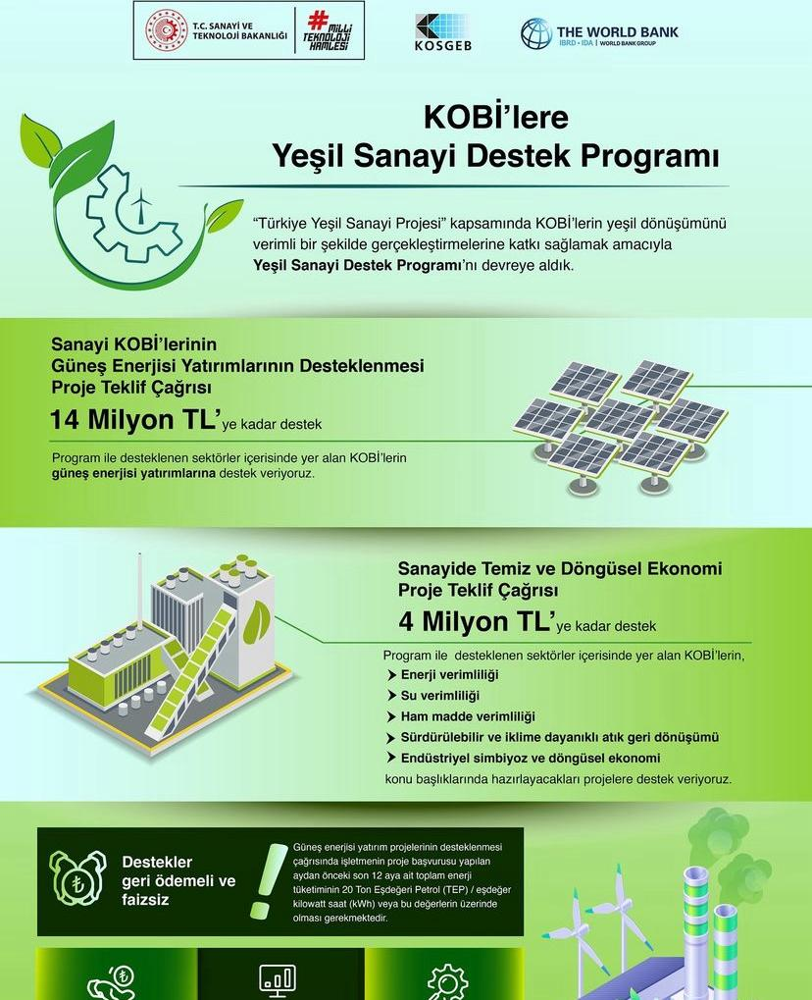 T.C. SANAYİ VE
TEKNOLOJİ BAKANLIĞI
#
MİLLİ
TEKNOLOJİ
HAMLESİ
KOSGEB
THE WORLD BANK
IBRD • IDA | WORLD BANK GROUP
KOBİ’lere
Yeşil Sanayi Destek Programı
“Türkiye Yeşil Sanayi Projesi” kapsamında KOBİ’lerin yeşil dönüşümünü
verimli bir şekilde gerçekleştirmelerine katkı sağlamak amacıyla
Yeşil Sanayi Destek Programı’nı devreye aldık.
Sanayi KOBİ’lerinin
Güneş Enerjisi Yatırımlarının Desteklenmesi
Proje Teklif Çağrısı
14 Milyon TL’ye kadar destek
Program ile desteklenen sektörler içerisinde yer alan KOBİ’lerin
güneş enerjisi yatırımlarına destek veriyoruz.
Sanayide Temiz ve Döngüsel Ekonomi
Proje Teklif Çağrısı
4 Milyon TL’ye kadar destek
Program ile desteklenen sektörler içerisinde yer alan KOBİ’lerin,
➤ Enerji verimliliği
➤ Su verimliliği
➤ Ham madde verimliliği
➤ Sürdürülebilir ve iklime dayanıklı atık geri dönüşümü
➤ Endüstriyel simbiyoz ve döngüsel ekonomi
konu başlıklarında hazırlayacakları projelere destek veriyoruz.
Destekler
geri ödemeli ve
faizsiz
Güneş enerjisi yatırım projelerinin desteklenmesi
çağrısında işletmenin proje başvurusu yapılan
aydan önceki son 12 aya ait toplam enerji
tüketiminin 20 Ton Eşdeğeri Petrol (TEP) / eşdeğer
kilowatt saat (kWh) veya bu değerlerin üzerinde
olması gerekmektedir.